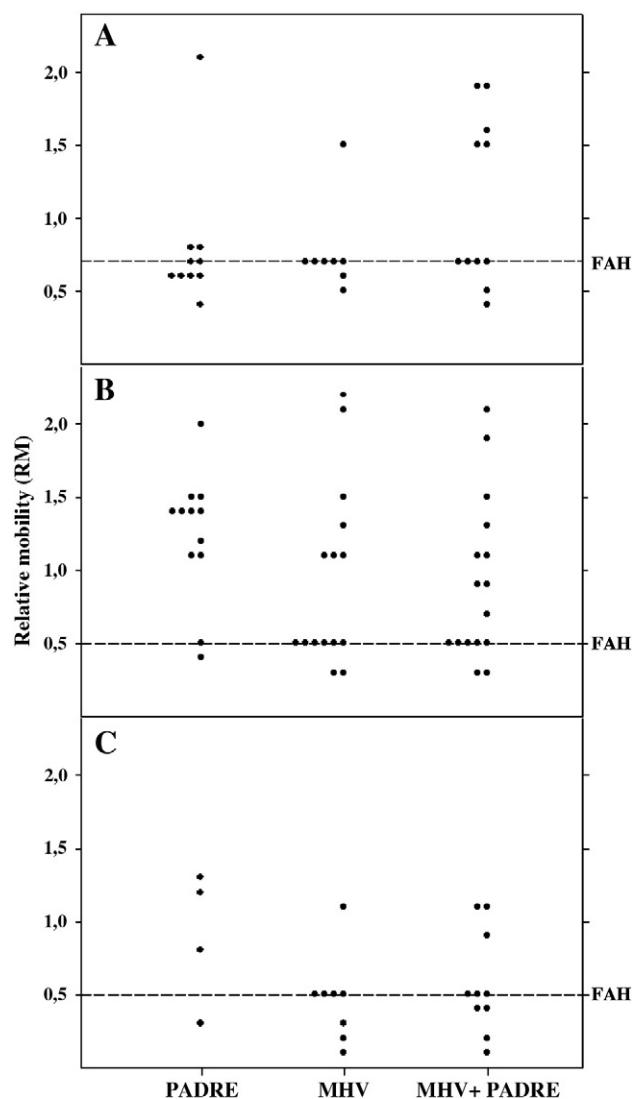 A
2,0
1,5
1,0
0,5
FAH
B
2,0
1,5
1,0
0,5
FAH
Relative mobility (RM)
C
2,0
1,5
1,0
0,5
FAH
PADRE MHV MHV+ PADRE